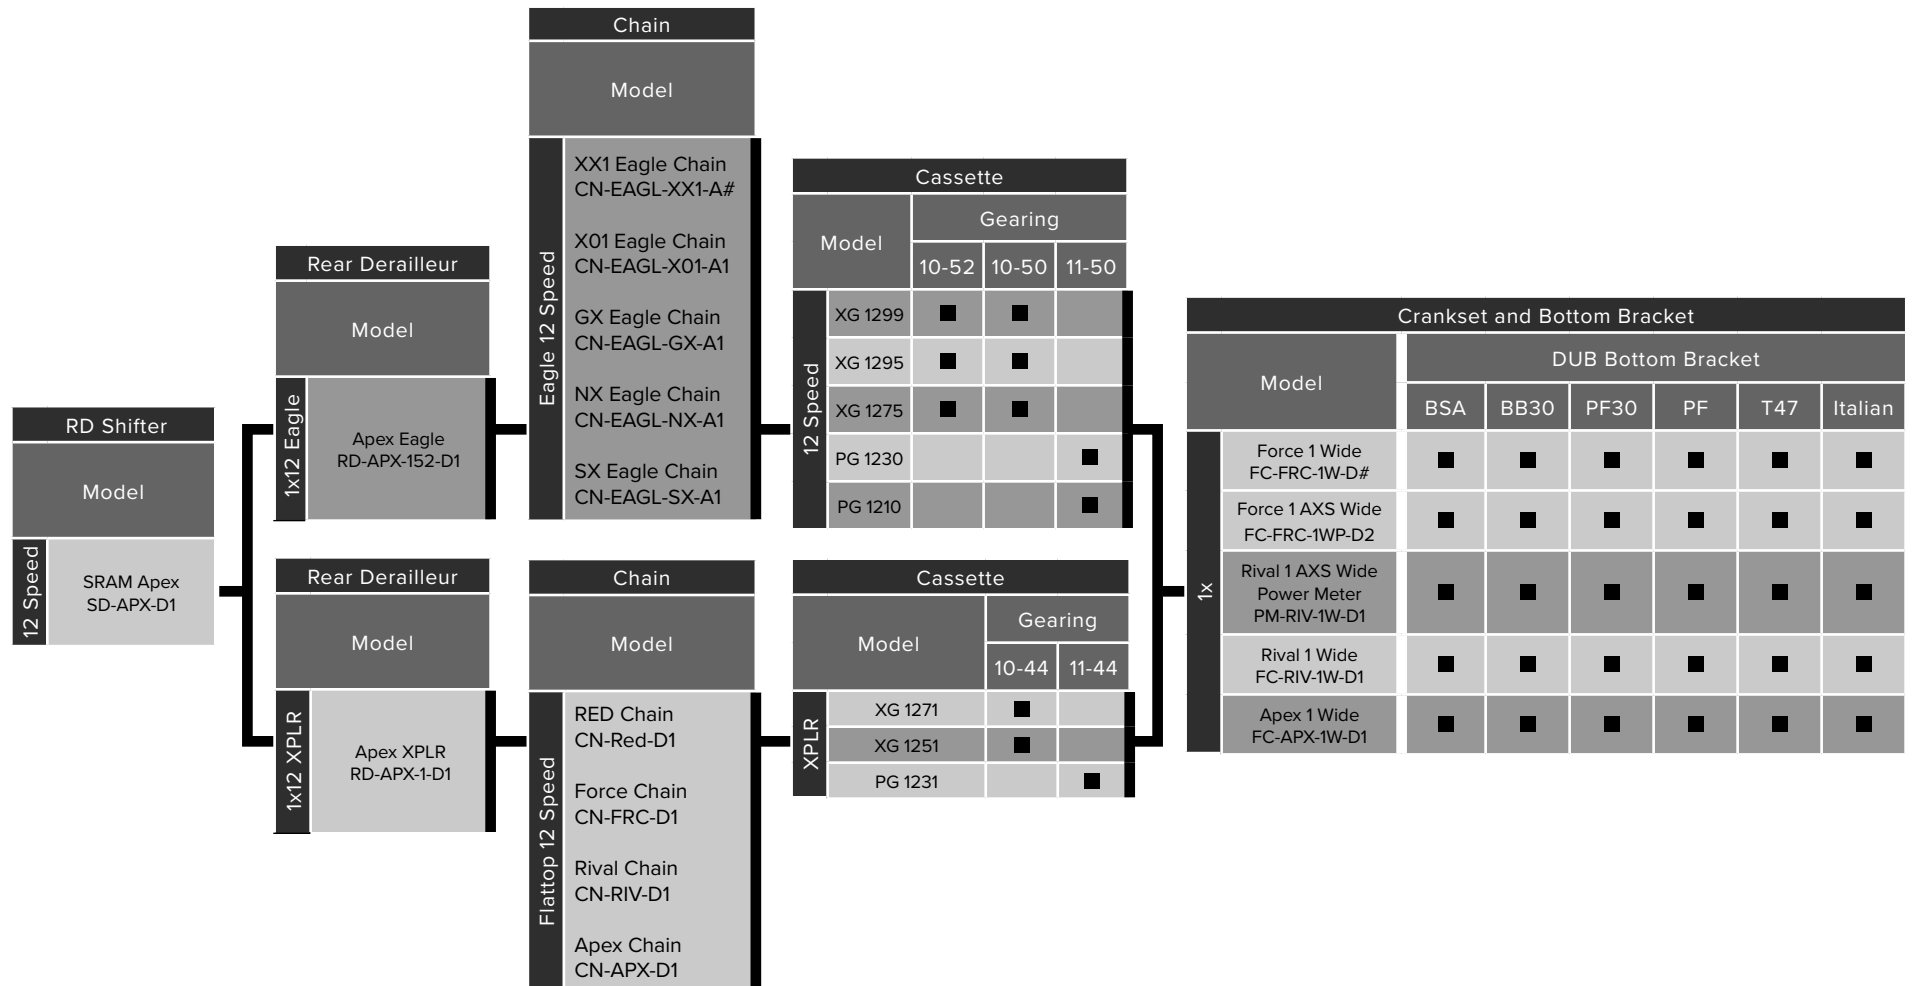 RD Shifter
Model
12 Speed
SRAM Apex
SD-APX-D1
Rear Derailleur
Model
1x12 Eagle
Apex Eagle
RD-APX-152-D1
Chain
Model
Eagle 12 Speed
XX1 Eagle Chain
CN-EAGL-XX1-A#
X01 Eagle Chain
CN-EAGL-X01-A1
GX Eagle Chain
CN-EAGL-GX-A1
NX Eagle Chain
CN-EAGL-NX-A1
SX Eagle Chain
CN-EAGL-SX-A1
Cassette
Model
Gearing
10-52 10-50 11-50
12 Speed
XG 1299 ■ ■
XG 1295 ■ ■
XG 1275 ■ ■
PG 1230 ■
PG 1210 ■
Rear Derailleur
Model
1x12 XPLR
Apex XPLR
RD-APX-1-D1
Chain
Model
Flattop 12 Speed
RED Chain
CN-Red-D1
Force Chain
CN-FRC-D1
Rival Chain
CN-RIV-D1
Apex Chain
CN-APX-D1
Cassette
Model
Gearing
10-44 11-44
XPLR
XG 1271 ■
XG 1251 ■
PG 1231 ■
Crankset and Bottom Bracket
Model
DUB Bottom Bracket
BSA BB30 PF30 PF T47 Italian
1x
Force 1 Wide
FC-FRC-1W-D# ■ ■ ■ ■ ■ ■
Force 1 AXS Wide
FC-FRC-1WP-D2 ■ ■ ■ ■ ■ ■
Rival 1 AXS Wide
Power Meter
PM-RIV-1W-D1 ■ ■ ■ ■ ■ ■
Rival 1 Wide
FC-RIV-1W-D1 ■ ■ ■ ■ ■ ■
Apex 1 Wide
FC-APX-1W-D1 ■ ■ ■ ■ ■ ■